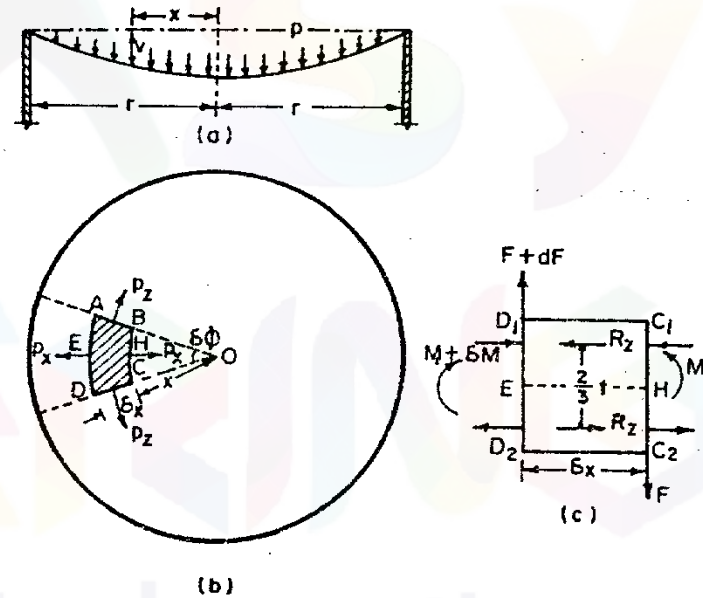 x
p
y
r r
(a)
p_z
A B
δφ
p_x E H p_x O
C
D
δx x
p_z
(b)
F + dF
D₁ C₁
R_z
M + δM M
E 2/3 t H
R_z
D₂ C₂
δx
F
(c)